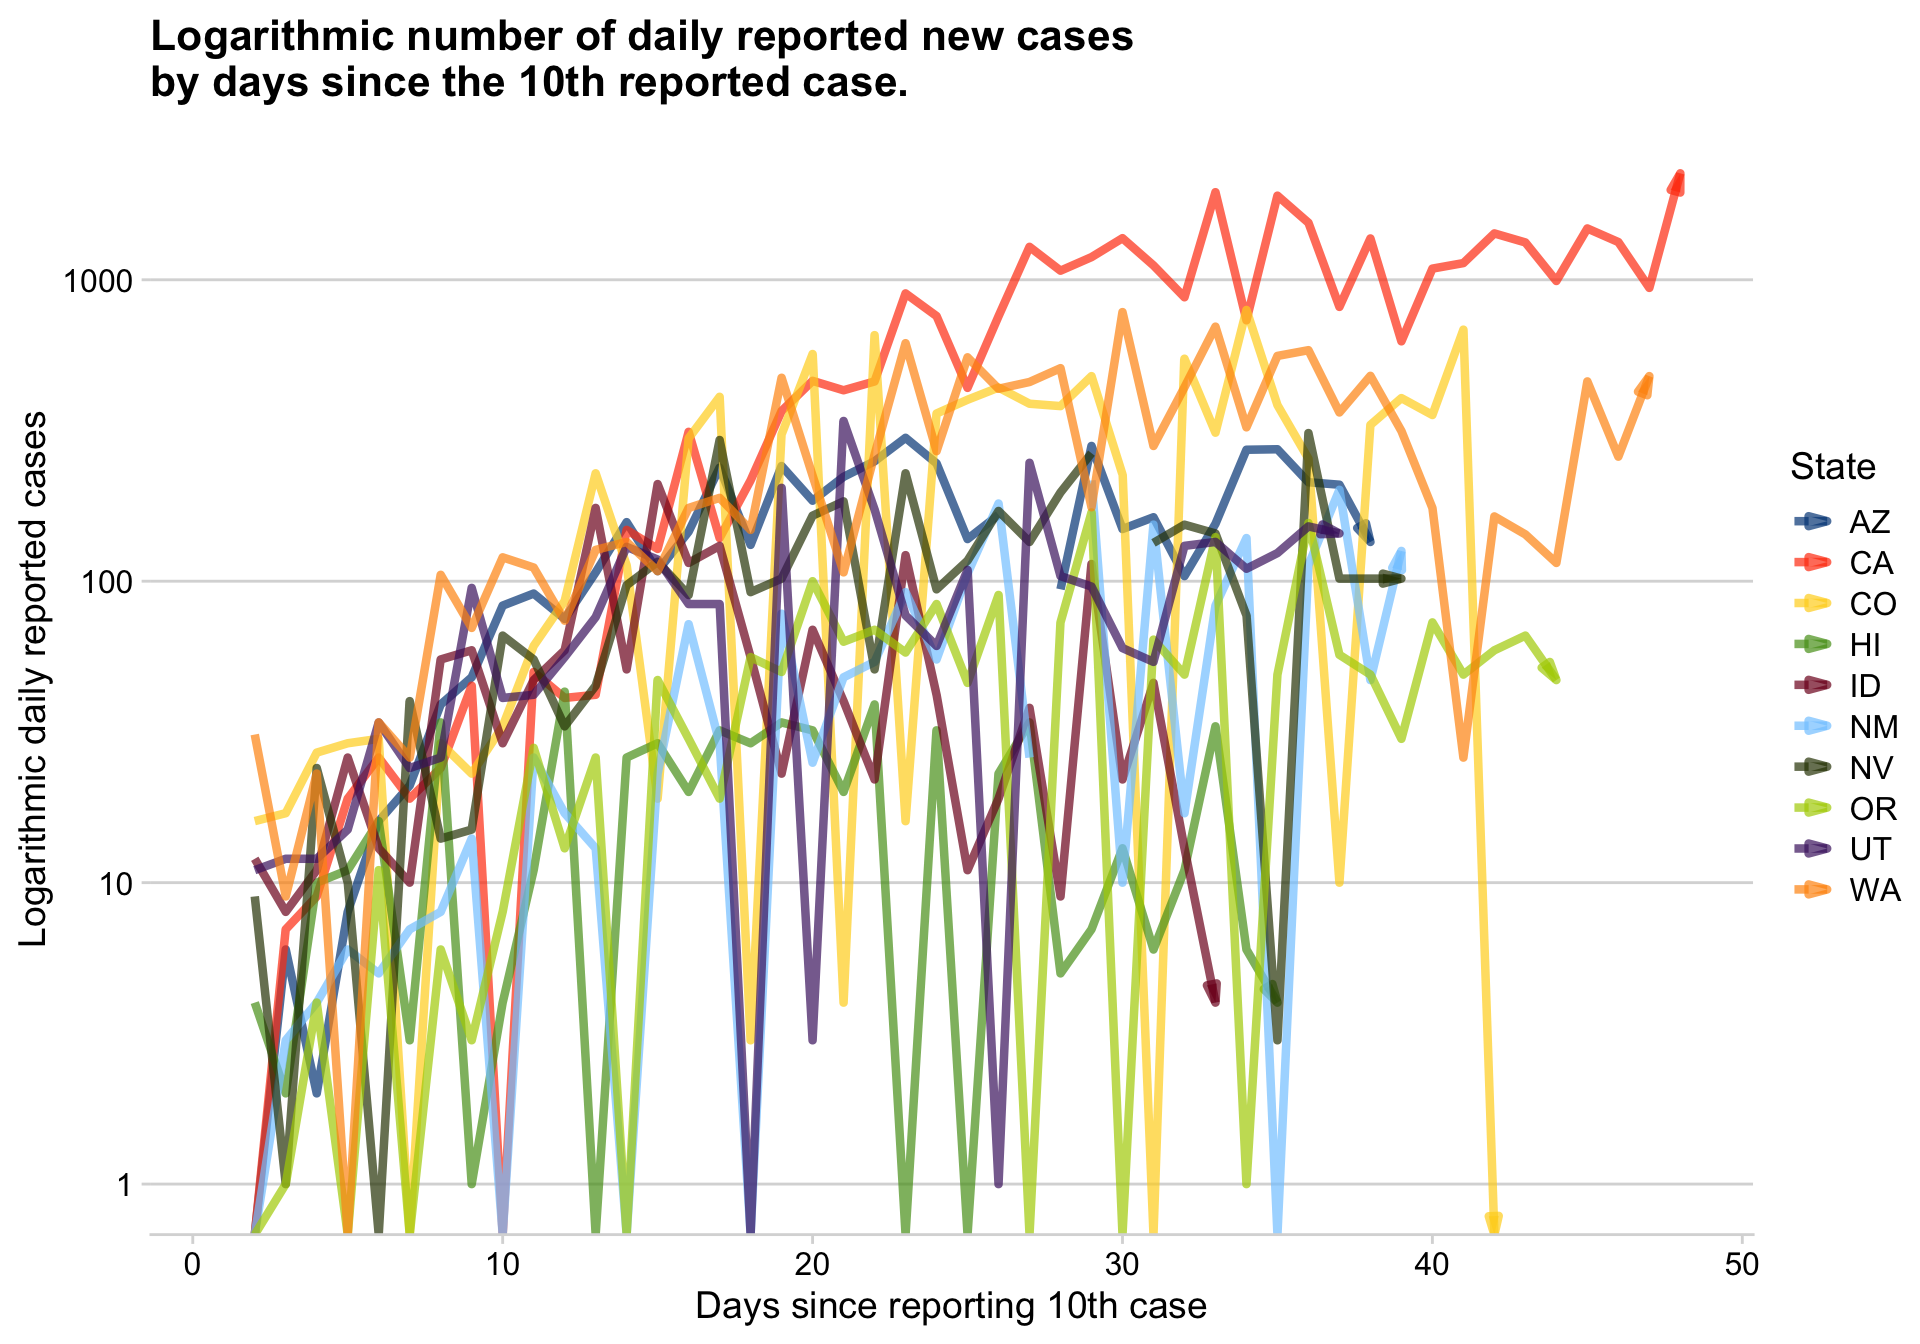 Logarithmic number of daily reported new cases
by days since the 10th reported case.
Logarithmic daily reported cases
1000
100
10
1
0
10
20
30
40
50
Days since reporting 10th case
State
AZ
CA
CO
HI
ID
NM
NV
OR
UT
WA